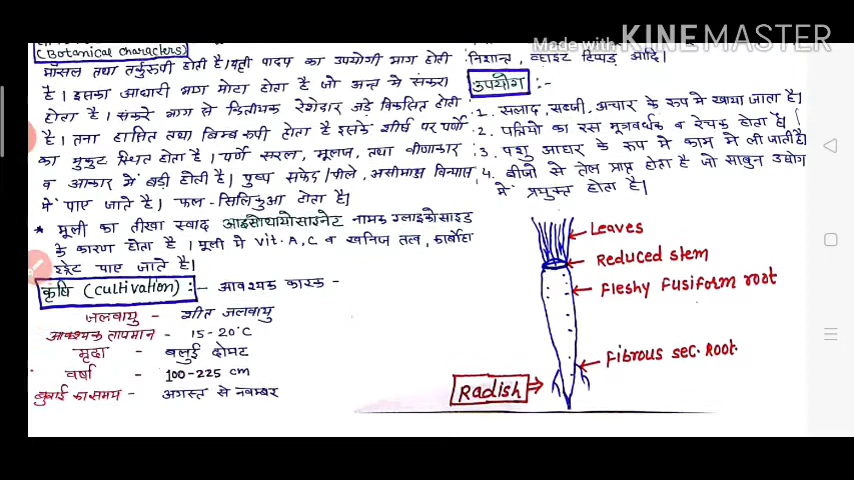 Made with KINEMASTER
(Botanical characters)
माँसल तथा तर्कुरूपी होती है। यही पादप का उपयोगी भाग होती
है। इसका आधारी भाग मोटा होता है जो अन्त में संकरा
होता है। संकरे भाग से द्वितीयक रेशेदार जड़े विकसित होती
है। तना हासित तथा बिम्ब रूपी होता है इसके शीर्ष पर पर्णो
का मुकुट स्थित होता है। पर्णे सरल, मूलज, तथा वीणाकार
व आकार में बड़ी होती है। पुष्प सफेद/पीले, असीमाक्ष विन्यास
में पाए जाते है। फल-सिलिकुआ होता है।
* मूली का तीखा स्वाद आइसोथायोसाइनेट नामक ग्लाइकोसाइड
के कारण होता है। मूली में Vit. A, C व खनिज तत्व, कार्बोहा
इड्रेट पाए जाते है।
कृषि (Cultivation) :- आवश्यक कारक -
जलवायु - शीत जलवायु
आवश्यक तापमान - 15-20°C
मृदा - बलुई दोमट
वर्षा - 100-225 cm
बुवाई का समय - अगस्त से नवम्बर
निशान्त, व्हाइट टिपड आदि।
उपयोग :-
1. सलाद, सब्जी, अचार के रूप में खाया जाता है।
2. पत्तियों का रस मूत्रवर्धक व रेचक होता है।
3. पशु आहार के रूप में काम में ली जाती है।
4. बीजो से तेल प्राप्त होता है जो साबुन उद्योग
में प्रयुक्त होता है।
Leaves
Reduced stem
Fleshy fusiform root
Fibrous sec. Root.
Radish